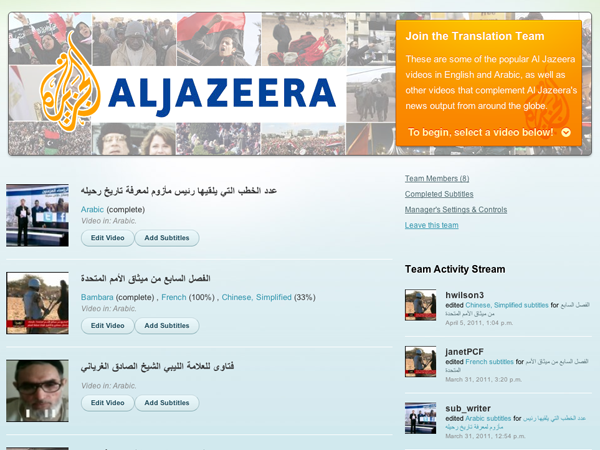 ALJAZEERA
Join the Translation Team
These are some of the popular Al Jazeera
videos in English and Arabic, as well as
other videos that complement Al Jazeera's
news output from around the globe.
To begin, select a video below!
عدد الخطب التي يلقيها رئيس مأزوم لمعرفة تاريخ رحيله
Arabic (complete)
Video in: Arabic.
Edit Video
Add Subtitles
الفصل السابع من ميثاق الأمم المتحدة
Bambara (complete) , French (100%) , Chinese, Simplified (33%)
Video in: Arabic.
Edit Video
Add Subtitles
فتاوى للعلامة الليبي الشيخ الصادق الغرياني
Video in: Arabic.
Edit Video
Add Subtitles
Team Members (8)
Completed Subtitles
Manager's Settings & Controls
Leave this team
Team Activity Stream
hwilson3
edited Chinese, Simplified subtitles for الفصل السابع
من ميثاق الأمم المتحدة
April 5, 2011, 1:04 p.m.
janetPCF
edited French subtitles for الفصل السابع من ميثاق الأمم
المتحدة
March 31, 2011, 3:20 p.m.
sub_writer
edited Arabic subtitles for عدد الخطب التي يلقيها رئيس
مأزوم لمعرفة تاريخ رحيله
March 31, 2011, 12:54 p.m.